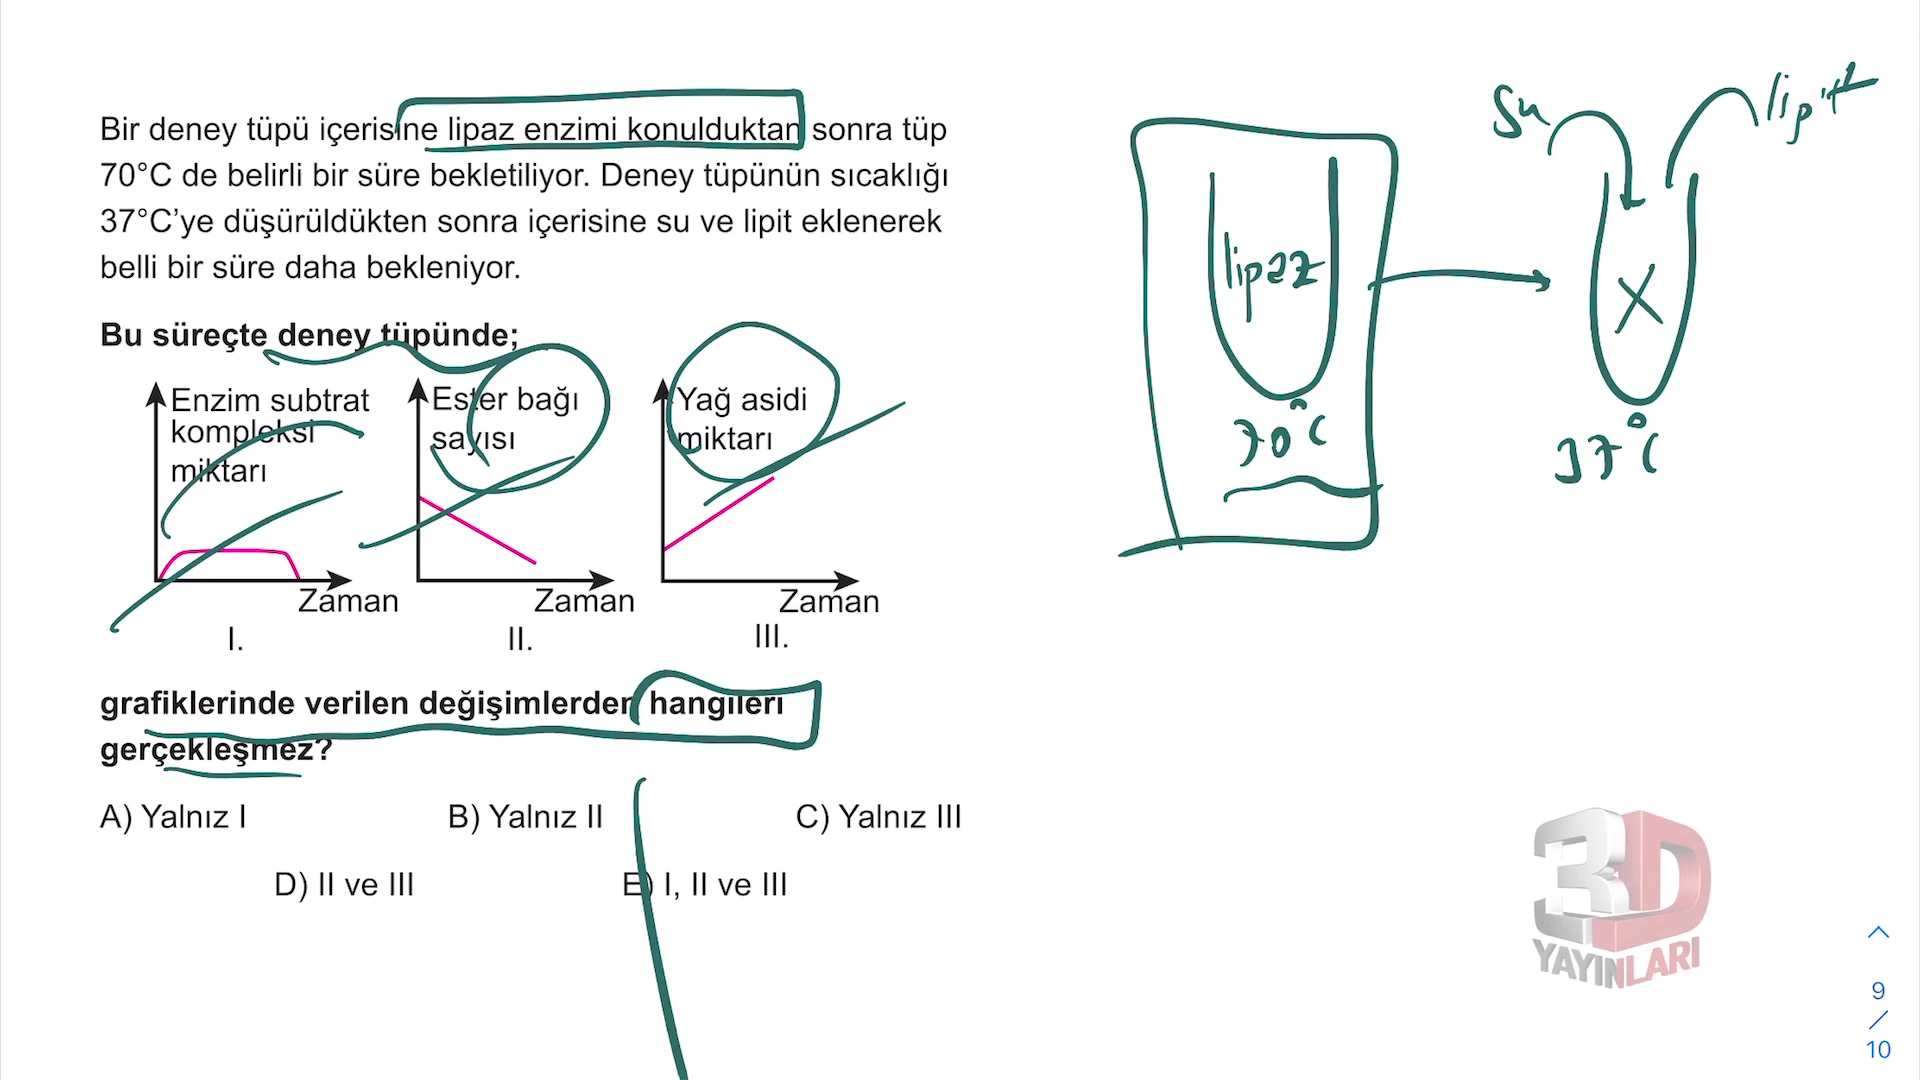 Bir deney tüpü içerisine lipaz enzimi konulduktan sonra tüp
70°C de belirli bir süre bekletiliyor. Deney tüpünün sıcaklığı
37°C'ye düşürüldükten sonra içerisine su ve lipit eklenerek
belli bir süre daha bekleniyor.
Bu süreçte deney tüpünde;
Enzim subtrat
kompleksi
miktarı
Zaman
I.
Ester bağı
sayısı
Zaman
II.
Yağ asidi
miktarı
Zaman
III.
grafiklerinde verilen değişimlerden hangileri
gerçekleşmez?
A) Yalnız I
B) Yalnız II
C) Yalnız III
D) II ve III
E) I, II ve III
lipaz
70°C
Su
lipit
X
37°C
3D
YAYINLARI
9
/
10